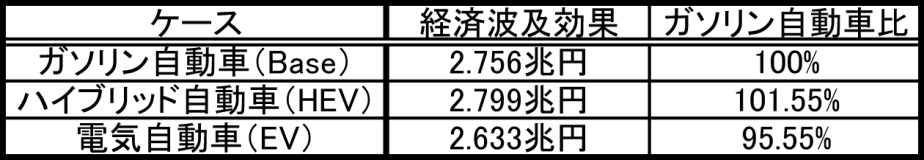 ケース 経済波及効果 ガソリン自動車比
ガソリン自動車(Base) 2.756兆円 100%
ハイブリッド自動車(HEV) 2.799兆円 101.55%
電気自動車(EV) 2.633兆円 95.55%